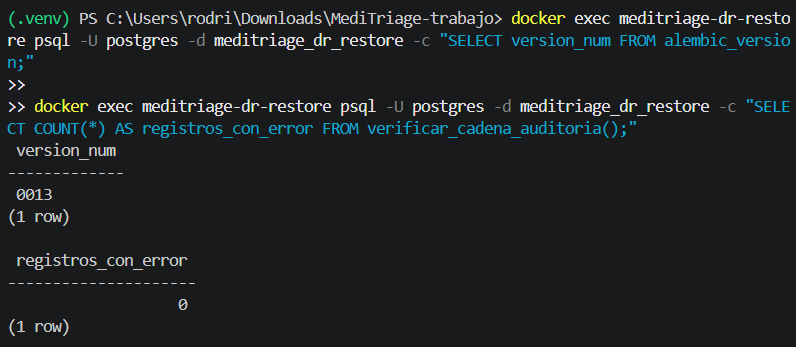 (.venv) PS C:\Users\rodri\Downloads\MediTriage-trabajo> docker exec meditriage-dr-resto
re psql -U postgres -d meditriage_dr_restore -c "SELECT version_num FROM alembic_versio
n;"
>>
>> docker exec meditriage-dr-restore psql -U postgres -d meditriage_dr_restore -c "SELE
CT COUNT(*) AS registros_con_error FROM verificar_cadena_auditoria();"
 version_num
-------------
 0013
(1 row)

 registros_con_error
---------------------
                   0
(1 row)